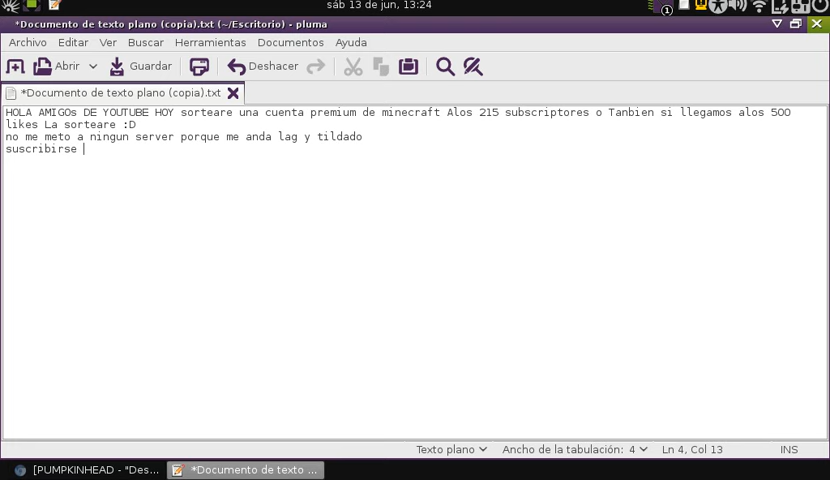 sáb 13 de jun, 13:24
1
*Documento de texto plano (copia).txt (~/Escritorio) - pluma
Archivo Editar Ver Buscar Herramientas Documentos Ayuda
Abrir Guardar Deshacer
*Documento de texto plano (copia).txt
HOLA AMIGOs DE YOUTUBE HOY sorteare una cuenta premium de minecraft Alos 215 subscriptores o Tanbien si llegamos alos 500
likes La sorteare :D
no me meto a ningun server porque me anda lag y tildado
suscribirse
Texto plano Ancho de la tabulación: 4 Ln 4, Col 13 INS
[PUMPKINHEAD - "Des... *Documento de texto ...